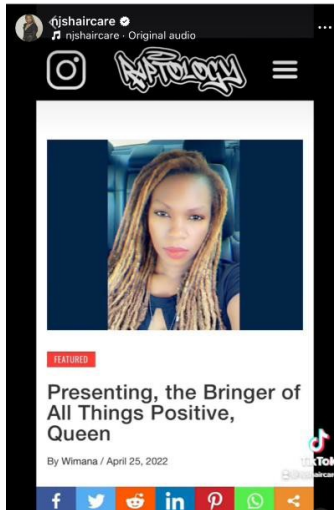 njshaircare
njshaircare · Original audio
RAPTOLOGY
FEATURED
Presenting, the Bringer of
All Things Positive,
Queen
By Wimana / April 25, 2022
TikTok